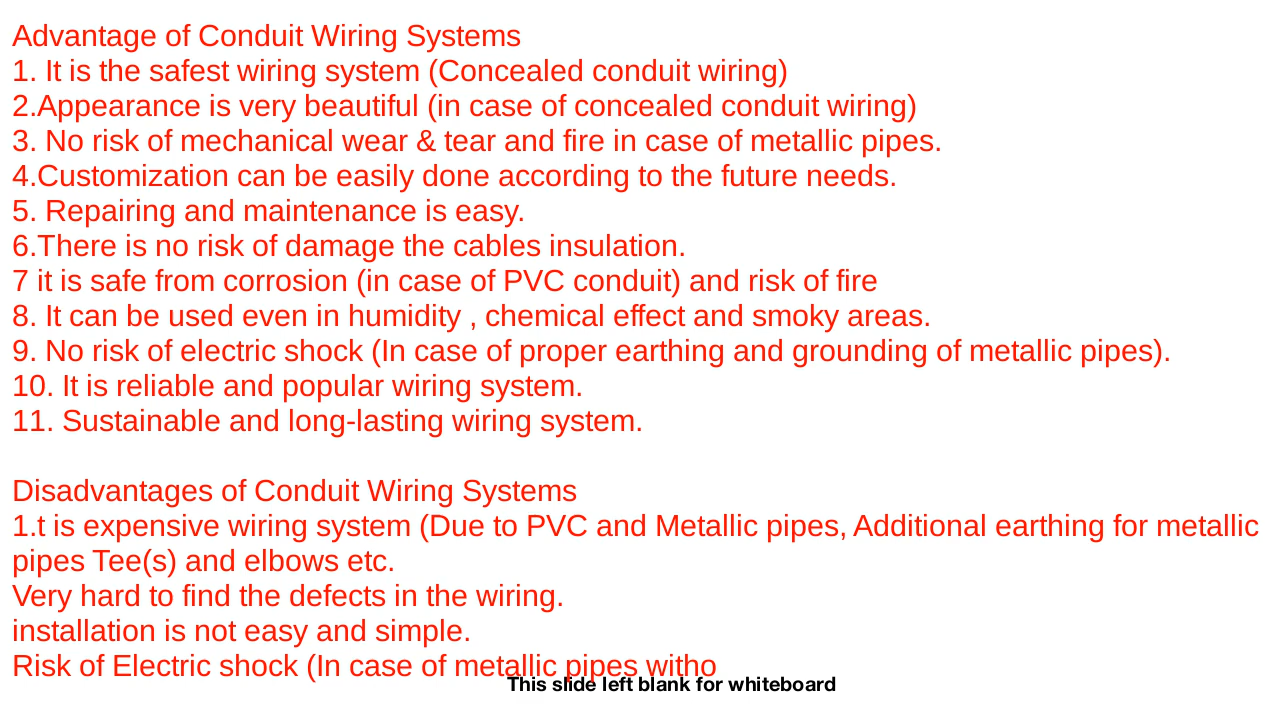 Advantage of Conduit Wiring Systems
1. It is the safest wiring system (Concealed conduit wiring)
2.Appearance is very beautiful (in case of concealed conduit wiring)
3. No risk of mechanical wear & tear and fire in case of metallic pipes.
4.Customization can be easily done according to the future needs.
5. Repairing and maintenance is easy.
6.There is no risk of damage the cables insulation.
7 it is safe from corrosion (in case of PVC conduit) and risk of fire
8. It can be used even in humidity , chemical effect and smoky areas.
9. No risk of electric shock (In case of proper earthing and grounding of metallic pipes).
10. It is reliable and popular wiring system.
11. Sustainable and long-lasting wiring system.
Disadvantages of Conduit Wiring Systems
1.t is expensive wiring system (Due to PVC and Metallic pipes, Additional earthing for metallic
pipes Tee(s) and elbows etc.
Very hard to find the defects in the wiring.
installation is not easy and simple.
Risk of Electric shock (In case of metallic pipes witho
This slide left blank for whiteboard